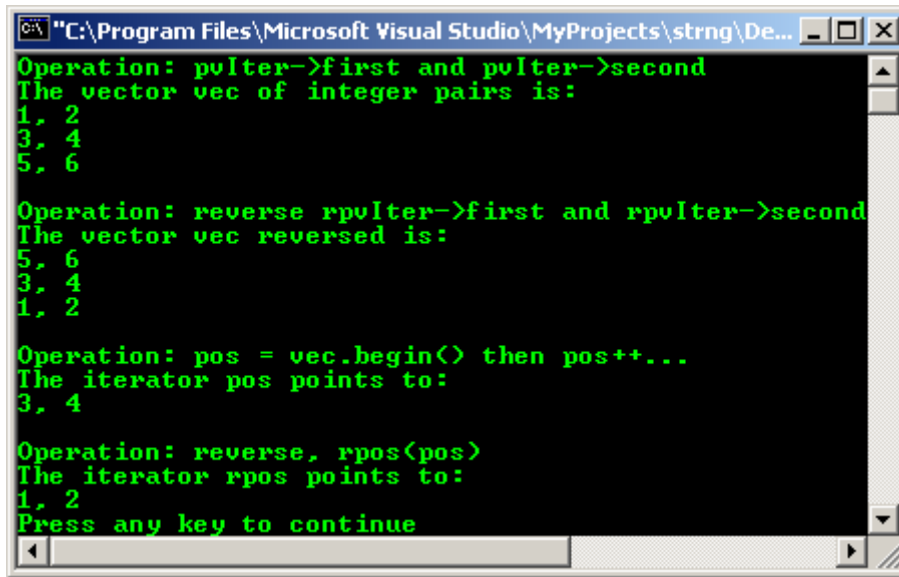 "C:\Program Files\Microsoft Visual Studio\MyProjects\strng\De...
Operation: pvIter->first and pvIter->second
The vector vec of integer pairs is:
1, 2
3, 4
5, 6
Operation: reverse rpvIter->first and rpvIter->second
The vector vec reversed is:
5, 6
3, 4
1, 2
Operation: pos = vec.begin() then pos++...
The iterator pos points to:
3, 4
Operation: reverse, rpos(pos)
The iterator rpos points to:
1, 2
Press any key to continue